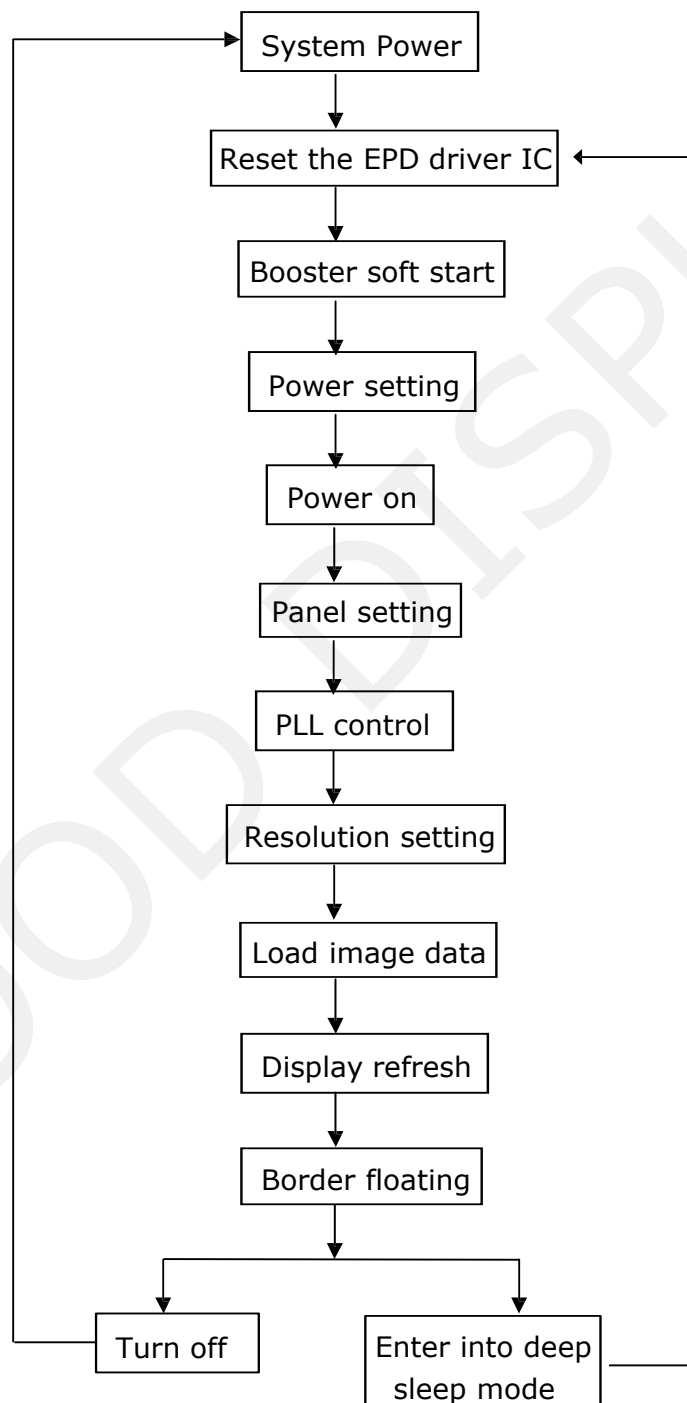 System Power
Reset the EPD driver IC
Booster soft start
Power setting
Power on
Panel setting
PLL control
Resolution setting
Load image data
Display refresh
Border floating
Turn off
Enter into deep
sleep mode